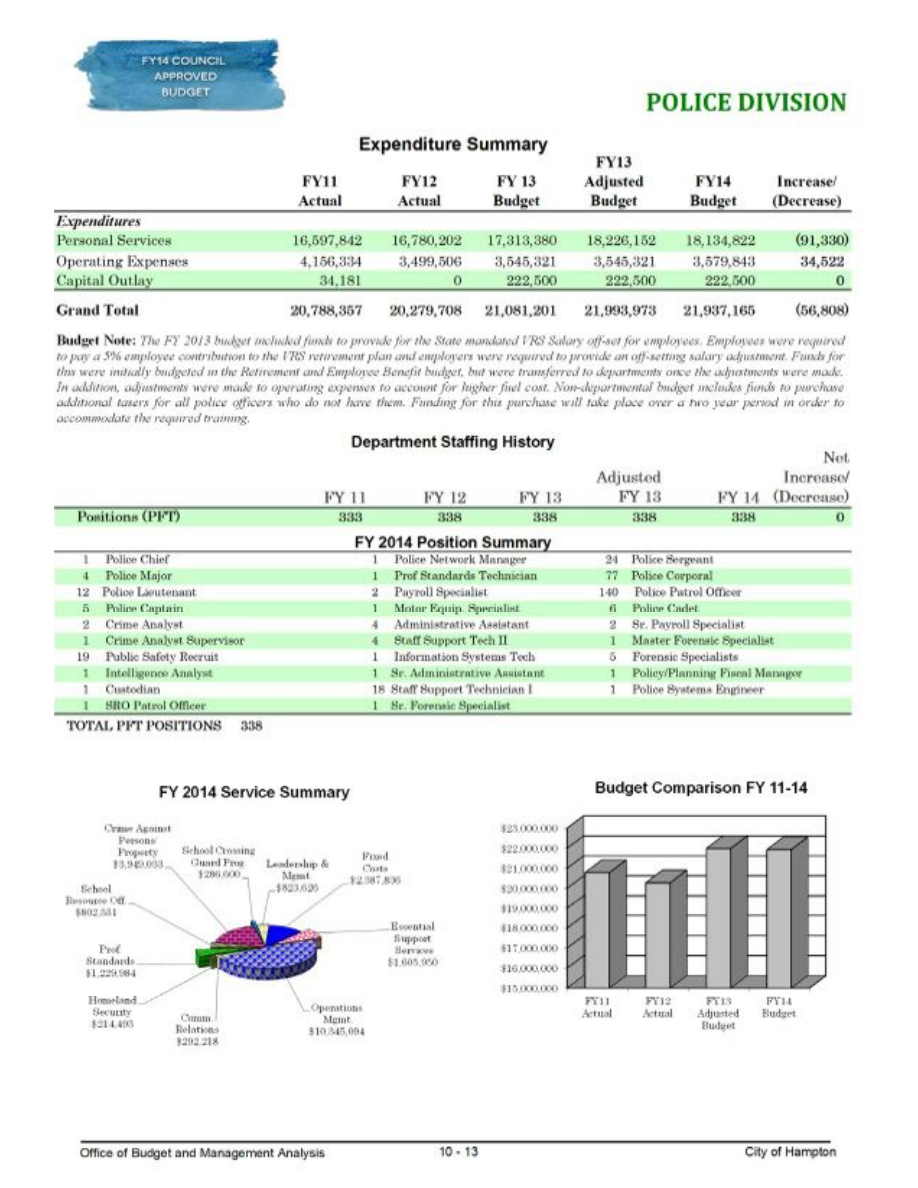 FY14 COUNCIL
APPROVED
BUDGET
POLICE DIVISION
Expenditure Summary
FY11 Actual FY12 Actual FY 13 Budget FY13 Adjusted Budget FY14 Budget Increase/ (Decrease)
Expenditures
Personal Services 16,597,842 16,780,202 17,313,380 18,226,152 18,134,822 (91,330)
Operating Expenses 4,156,334 3,499,506 3,545,321 3,545,321 3,579,843 34,522
Capital Outlay 34,181 0 222,500 222,500 222,500 0
Grand Total 20,788,357 20,279,708 21,081,201 21,993,973 21,937,165 (56,808)
Budget Note: The FY 2013 budget included funds to provide for the State mandated VRS Salary off-set for employees. Employees were required
to pay a 5% employee contribution to the VRS retirement plan and employers were required to provide an off-setting salary adjustment. Funds for
this were initially budgeted in the Retirement and Employee Benefit budget, but were transferred to departments once the adjustments were made.
In addition, adjustments were made to operating expenses to account for higher fuel cost. Non-departmental budget includes funds to purchase
additional tasers for all police officers who do not have them. Funding for this purchase will take place over a two year period in order to
accommodate the required training.
Department Staffing History
FY 11 FY 12 FY 13 Adjusted FY 13 FY 14 Net Increase/ (Decrease)
Positions (PFT) 333 338 338 338 338 0
FY 2014 Position Summary
1 Police Chief 1 Police Network Manager 24 Police Sergeant
4 Police Major 1 Prof Standards Technician 77 Police Corporal
12 Police Lieutenant 2 Payroll Specialist 140 Police Patrol Officer
5 Police Captain 1 Motor Equip. Specialist 6 Police Cadet
2 Crime Analyst 4 Administrative Assistant 2 Sr. Payroll Specialist
1 Crime Analyst Supervisor 4 Staff Support Tech II 1 Master Forensic Specialist
19 Public Safety Recruit 1 Information Systems Tech 5 Forensic Specialists
1 Intelligence Analyst 1 Sr. Administrative Assistant 1 Policy/Planning Fiscal Manager
1 Custodian 18 Staff Support Technician I 1 Police Systems Engineer
1 SRO Patrol Officer 1 Sr. Forensic Specialist
TOTAL PFT POSITIONS 338
FY 2014 Service Summary
Crime Against
Persons/
Property
$3,949,033
School Crossing
Guard Prog.
$286,600
Leadership &
Mgmt.
$823,626
Fixed
Costs
$2,387,836
School
Resource Off.
$802,331
Essential
Support
Services
$1,605,950
Prof.
Standards
$1,229,984
Homeland
Security
$214,493
Comm.
Relations
$292,218
Operations
Mgmt.
$10,345,094
Budget Comparison FY 11-14
$23,000,000
$22,000,000
$21,000,000
$20,000,000
$19,000,000
$18,000,000
$17,000,000
$16,000,000
$15,000,000
FY11 Actual
FY12 Actual
FY13 Adjusted Budget
FY14 Budget
Office of Budget and Management Analysis 10 - 13 City of Hampton